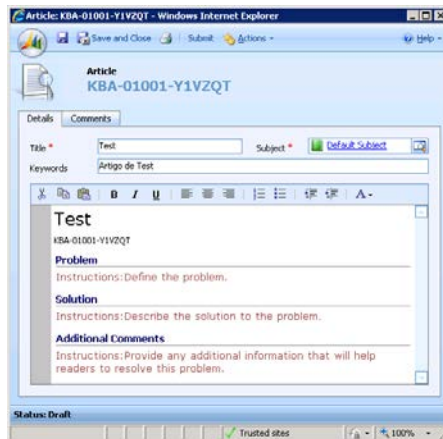 Article: KBA-01001-Y1VZQT - Windows Internet Explorer
Save and Close Submit Actions Help
Article
KBA-01001-Y1VZQT
Details Comments
Title * Test Subject * Default Subject
Keywords Artigo de Test
B I U A
Test
KBA-01001-Y1VZQT
Problem
Instructions:Define the problem.
Solution
Instructions:Describe the solution to the problem.
Additional Comments
Instructions:Provide any additional information that will help
readers to resolve this problem.
Status: Draft
Trusted sites 100%